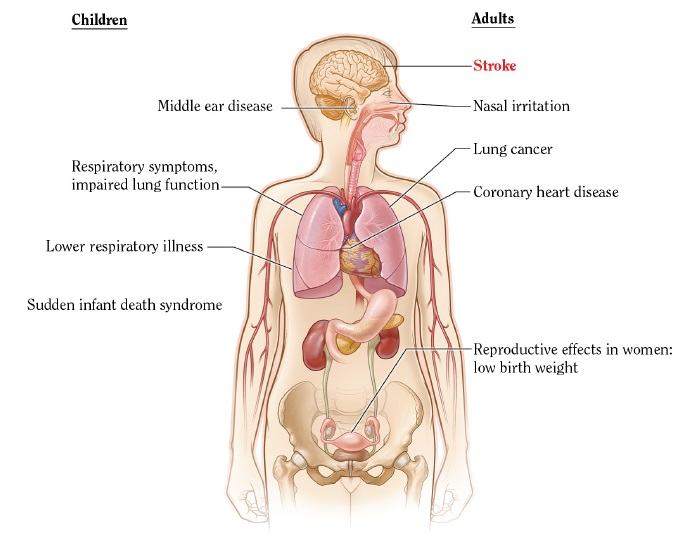 Children
Adults
Stroke
Middle ear disease
Nasal irritation
Lung cancer
Respiratory symptoms,
impaired lung function
Coronary heart disease
Lower respiratory illness
Sudden infant death syndrome
Reproductive effects in women:
low birth weight